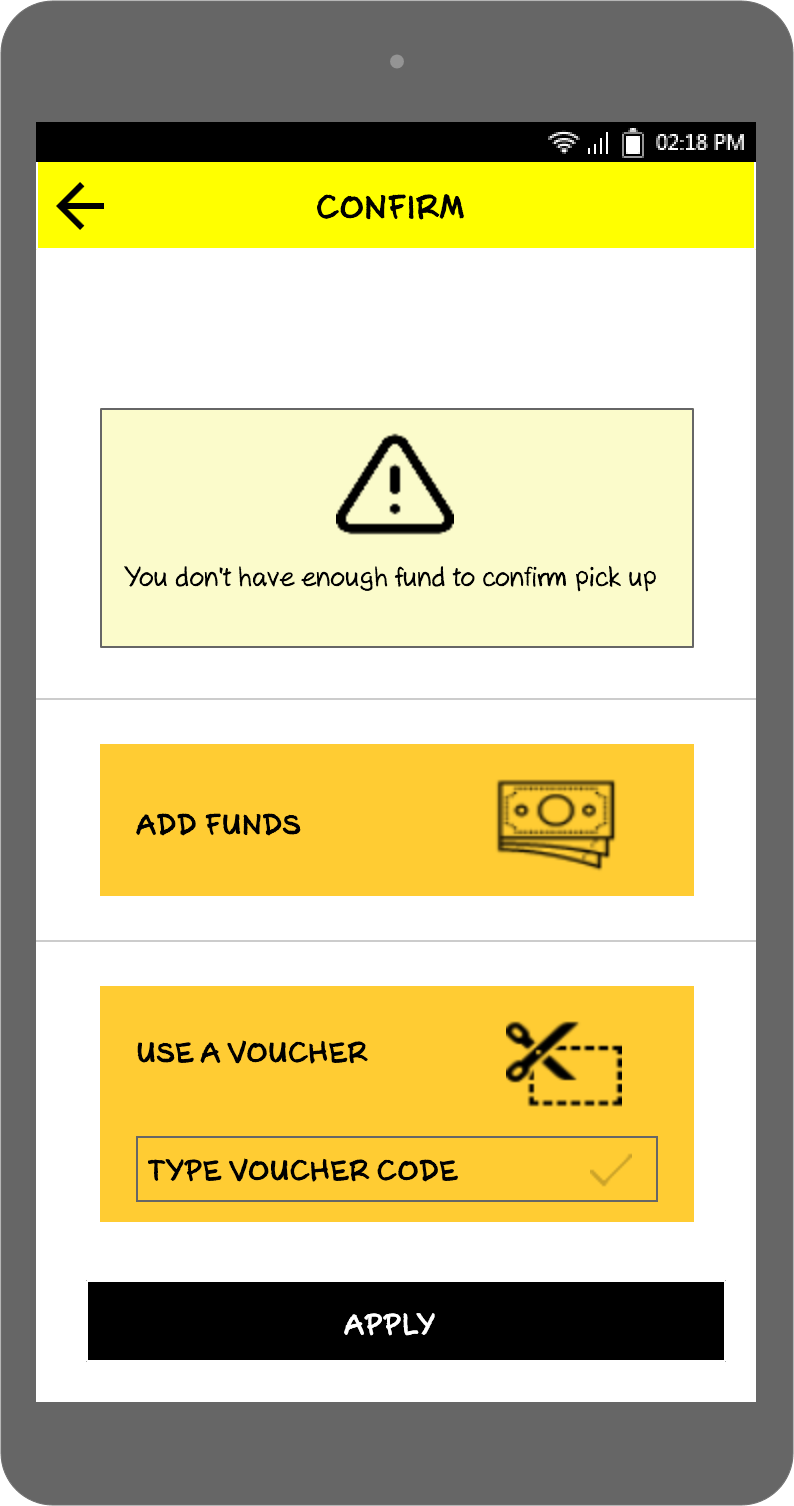 02:18 PM
CONFIRM
You don't have enough fund to confirm pick up
ADD FUNDS
USE A VOUCHER
TYPE VOUCHER CODE
APPLY